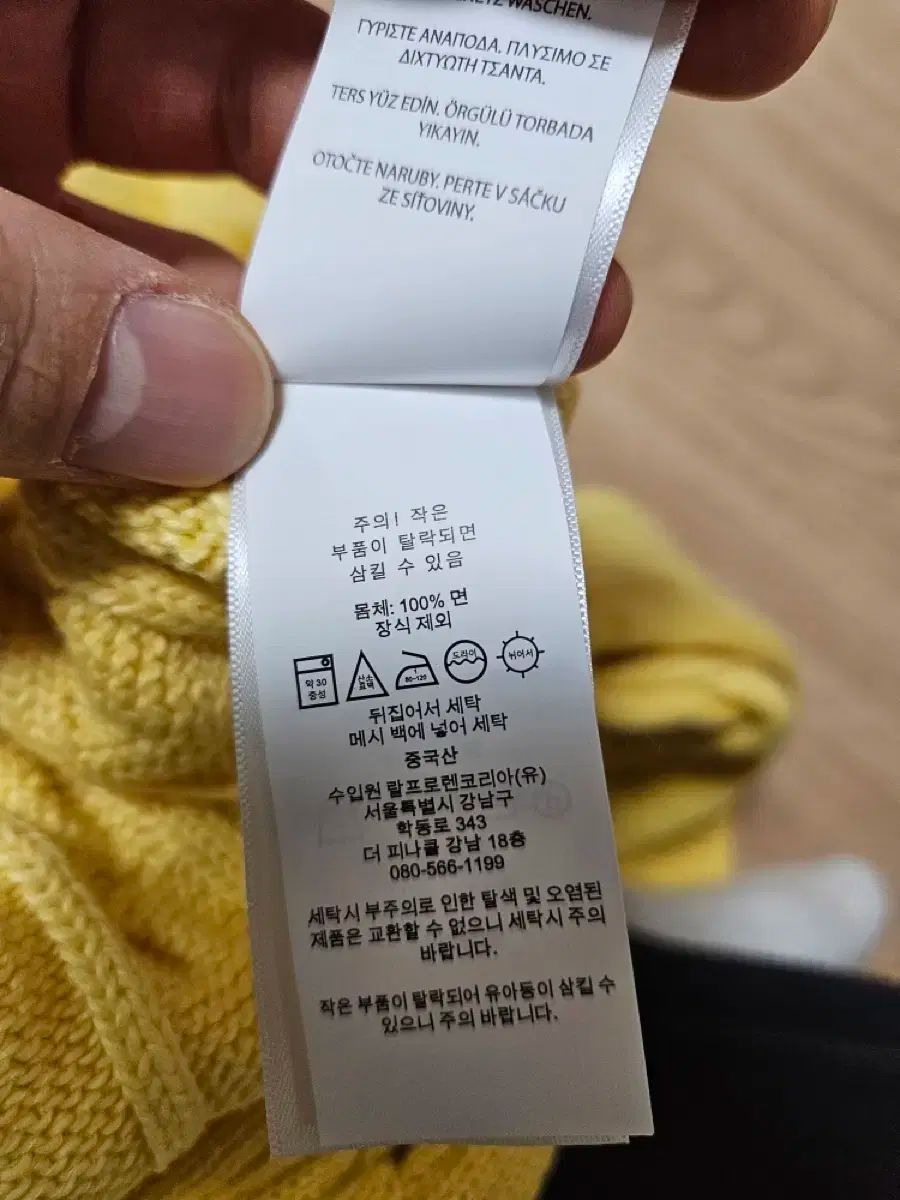 WASCHEN.
ΓΥΡΙΣΤΕ ΑΝΑΠΟΔΑ. ΠΛΥΣΙΜΟ ΣΕ
ΔΙΧΤΥΩΤΗ ΤΣΑΝΤΑ.
TERS YÜZ EDİN. ÖRGÜLÜ TORBADA
YIKAYIN.
OTOČTE NARUBY. PERTE V SÁČKU
ZE SÍŤOVINY.
주의! 작은
부품이 탈락되면
삼킬 수 있음
몸체: 100% 면
장식 제외
약 30
중성
산소
표백
1
80-120
드라이
뉘어서
뒤집어서 세탁
메시 백에 넣어 세탁
중국산
수입원 랄프로렌코리아(유)
서울특별시 강남구
학동로 343
더 피나클 강남 18층
080-566-1199
세탁시 부주의로 인한 탈색 및 오염된
제품은 교환할 수 없으니 세탁시 주의
바랍니다.
작은 부품이 탈락되어 유아동이 삼킬 수
있으니 주의 바랍니다.